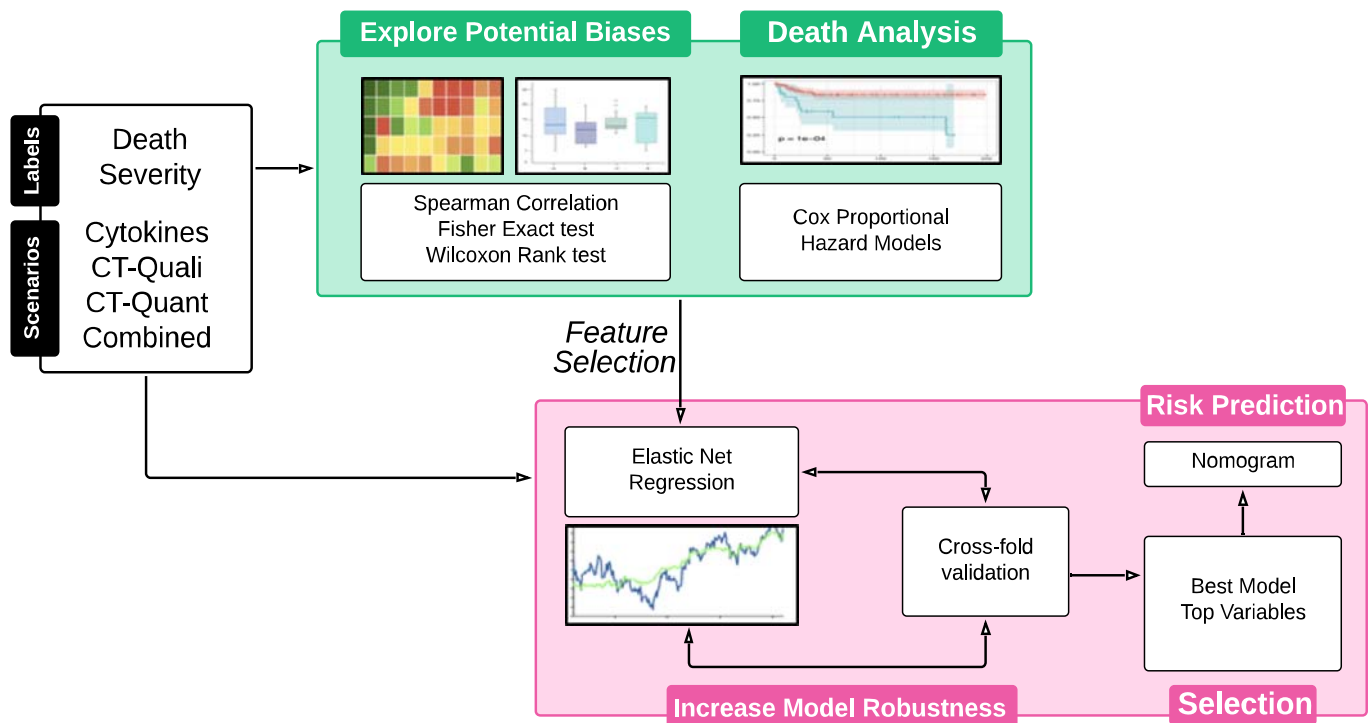 Explore Potential Biases
Death Analysis
Labels
Death
Severity
Scenarios
Cytokines
CT-Quali
CT-Quant
Combined
p = 1e-04
Spearman Correlation
Fisher Exact test
Wilcoxon Rank test
Cox Proportional
Hazard Models
Feature
Selection
Risk Prediction
Elastic Net
Regression
Nomogram
Cross-fold
validation
Best Model
Top Variables
Increase Model Robustness
Selection